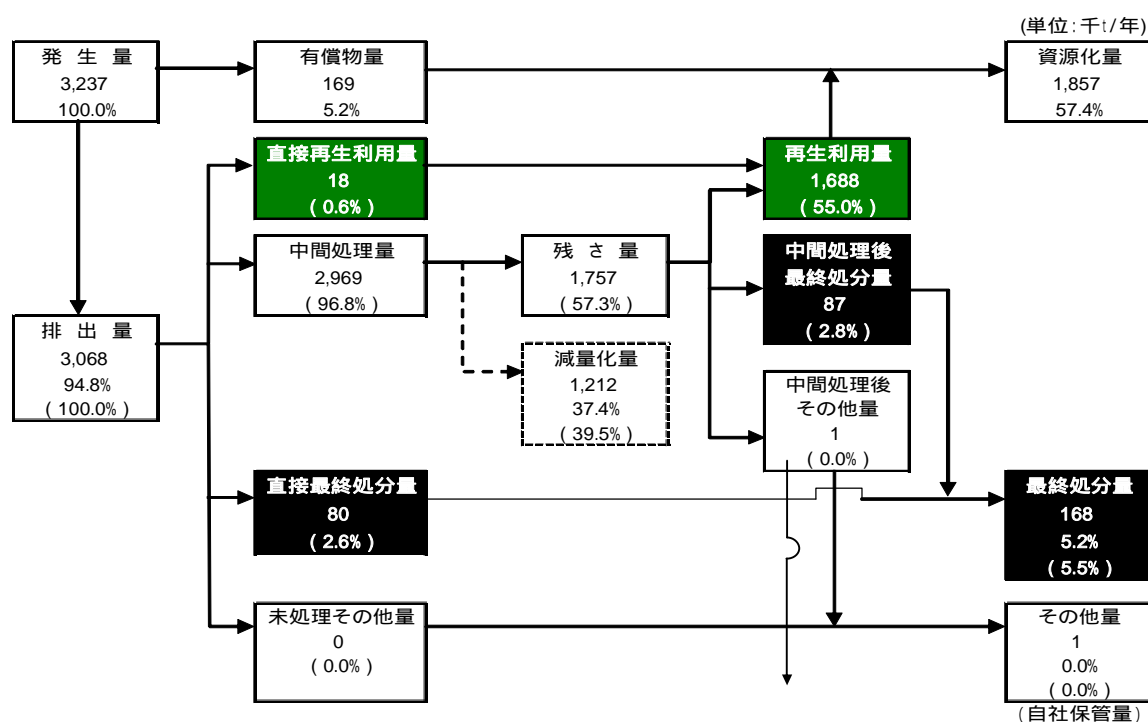 (単位:千t/年)
発 生 量
3,237
100.0%
有償物量
169
5.2%
資源化量
1,857
57.4%
直接再生利用量
18
(0.6%)
再生利用量
1,688
(55.0%)
中間処理量
2,969
(96.8%)
残 さ 量
1,757
(57.3%)
中間処理後
最終処分量
87
(2.8%)
排 出 量
3,068
94.8%
(100.0%)
減量化量
1,212
37.4%
(39.5%)
中間処理後
その他量
1
(0.0%)
直接最終処分量
80
(2.6%)
最終処分量
168
5.2%
(5.5%)
未処理その他量
0
(0.0%)
その他量
1
0.0%
(0.0%)
(自社保管量)